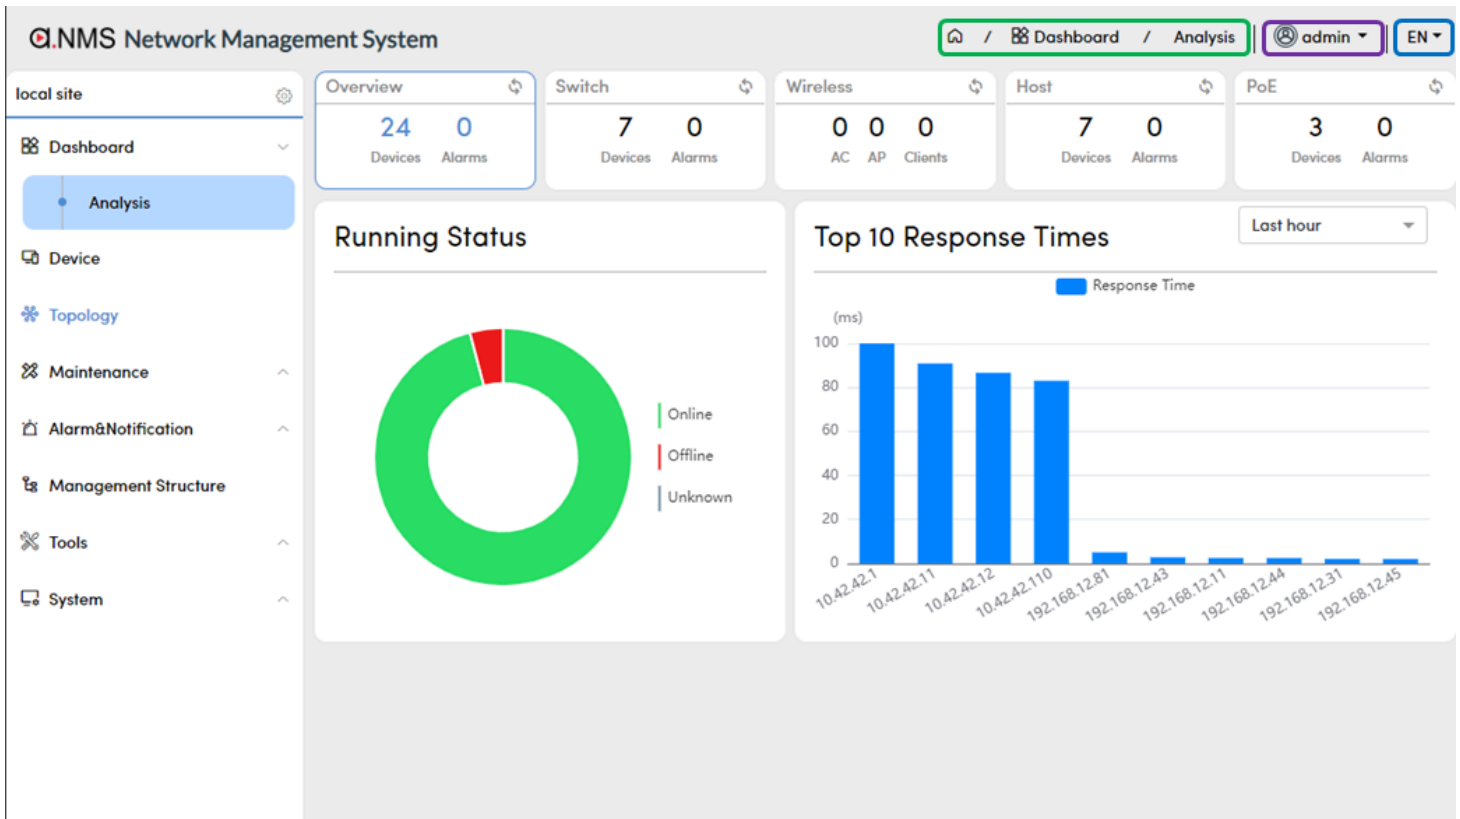 a.NMS Network Management System
/ Dashboard / Analysis
admin
EN
local site
Dashboard
Analysis
Device
Topology
Maintenance
Alarm&Notification
Management Structure
Tools
System
Overview
24 0
Devices Alarms
Switch
7 0
Devices Alarms
Wireless
0 0 0
AC AP Clients
Host
7 0
Devices Alarms
PoE
3 0
Devices Alarms
Running Status
Online
Offline
Unknown
Top 10 Response Times
Last hour
Response Time
(ms)
100
80
60
40
20
0
10.42.42.1
10.42.42.11
10.42.42.12
10.42.42.110
192.168.12.81
192.168.12.43
192.168.12.11
192.168.12.44
192.168.12.31
192.168.12.45